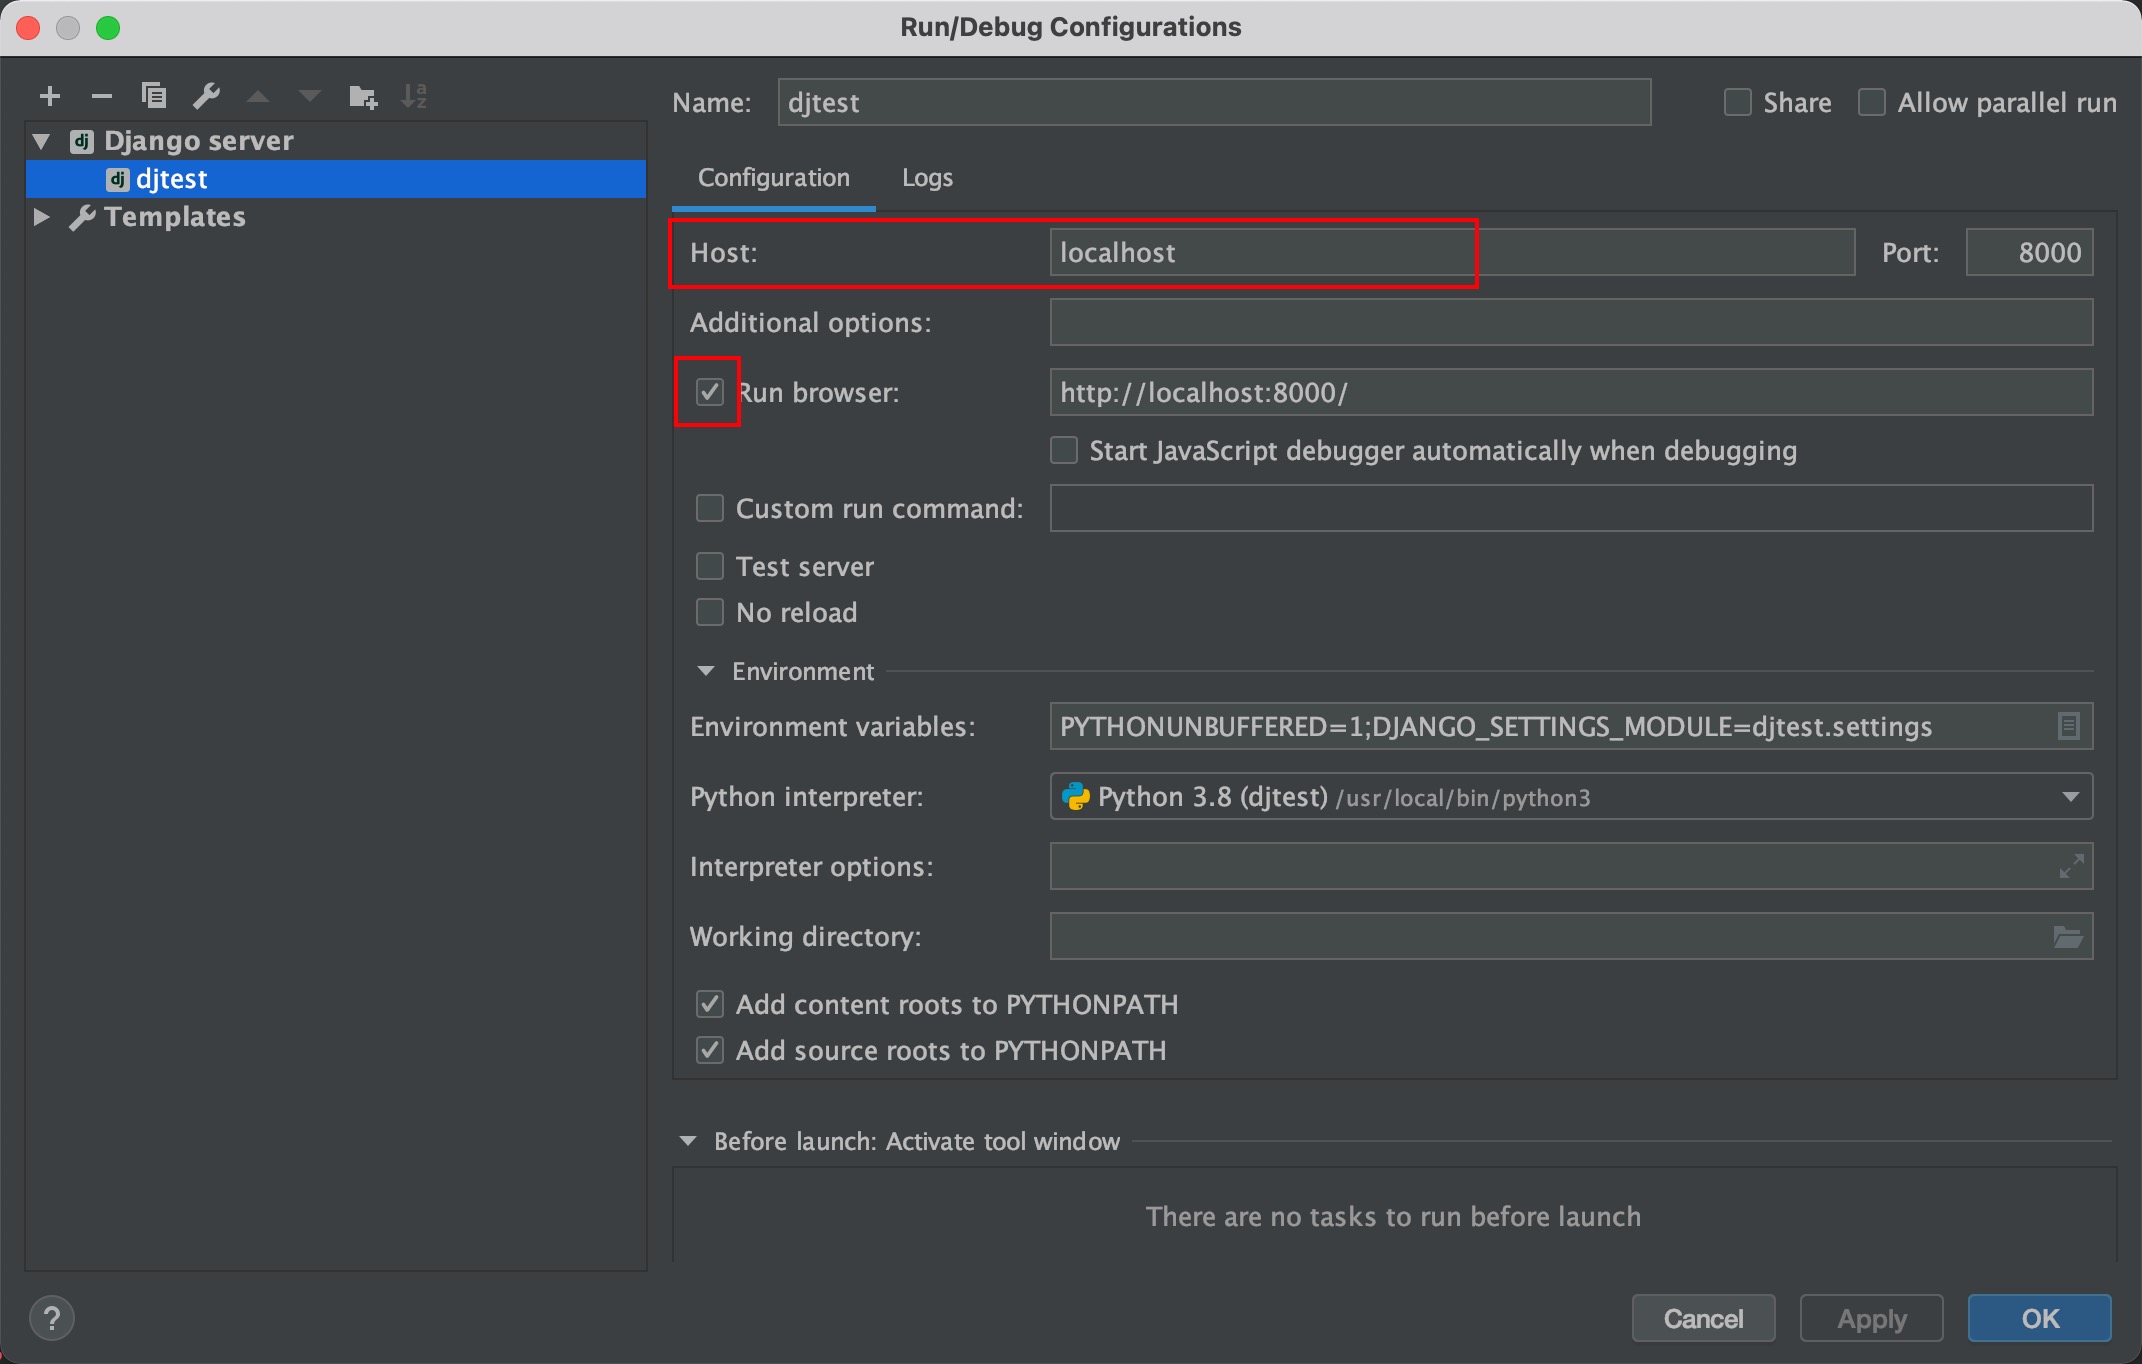 Run/Debug Configurations
Name: djtest Share Allow parallel run
dj Django server
dj djtest
Templates
Configuration Logs
Host: localhost Port: 8000
Additional options:
Run browser: http://localhost:8000/
Start JavaScript debugger automatically when debugging
Custom run command:
Test server
No reload
Environment
Environment variables: PYTHONUNBUFFERED=1;DJANGO_SETTINGS_MODULE=djtest.settings
Python interpreter: Python 3.8 (djtest) /usr/local/bin/python3
Interpreter options:
Working directory:
Add content roots to PYTHONPATH
Add source roots to PYTHONPATH
Before launch: Activate tool window
There are no tasks to run before launch
? Cancel Apply OK